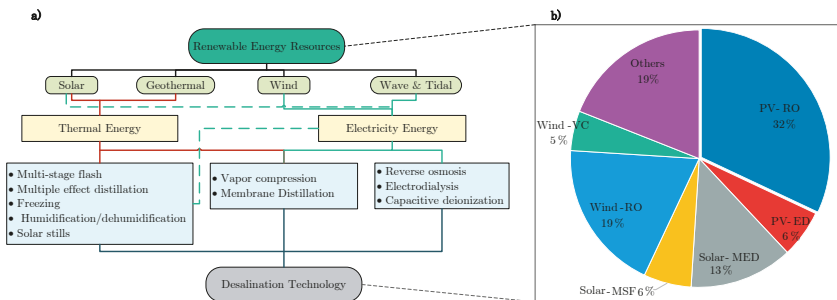 a)
Renewable Energy Resources
Solar
Geothermal
Wind
Wave & Tidal
Thermal Energy
Electricity Energy
● Multi-stage flash
● Multiple effect distillation
● Freezing
● Humidification/dehumidification
● Solar stills
● Vapor compression
● Membrane Distillation
● Reverse osmosis
● Electrodialysis
● Capacitive deionization
Desalination Technology
b)
Others
19%
PV-RO
32%
Wind-VC
5%
Wind-RO
19%
PV-ED
6%
Solar-MED
13%
Solar-MSF 6%